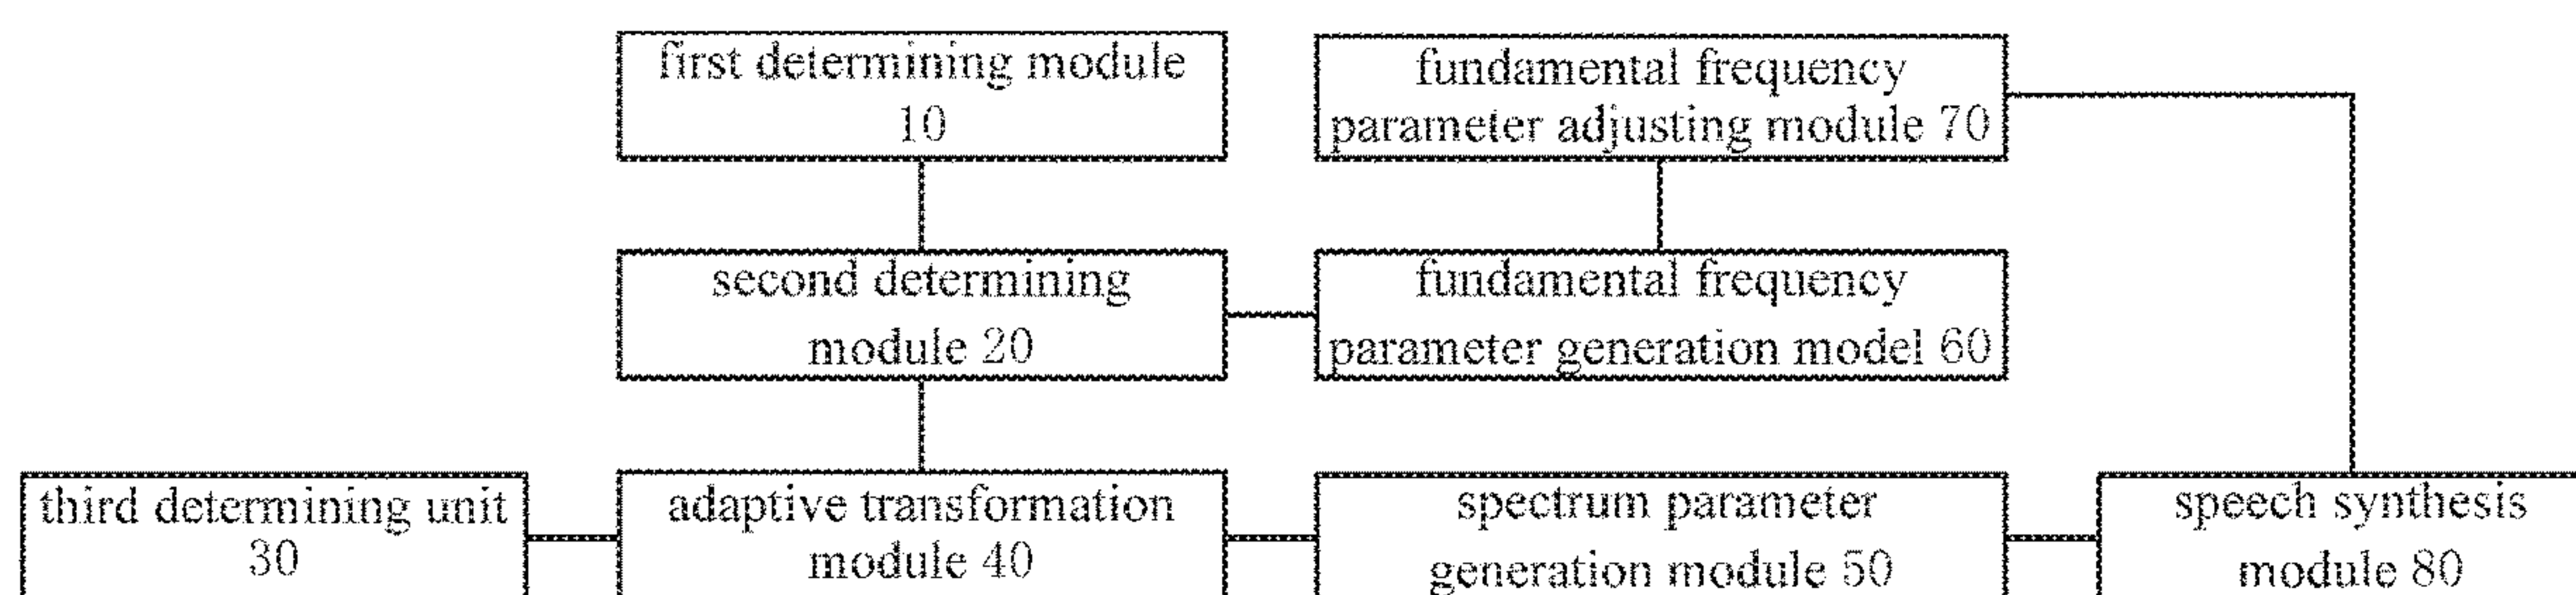 first determining module
10
fundamental frequency
parameter adjusting module 70
second determining
module 20
fundamental frequency
parameter generation model 60
third determining unit
30
adaptive transformation
module 40
spectrum parameter
generation module 50
speech synthesis
module 80